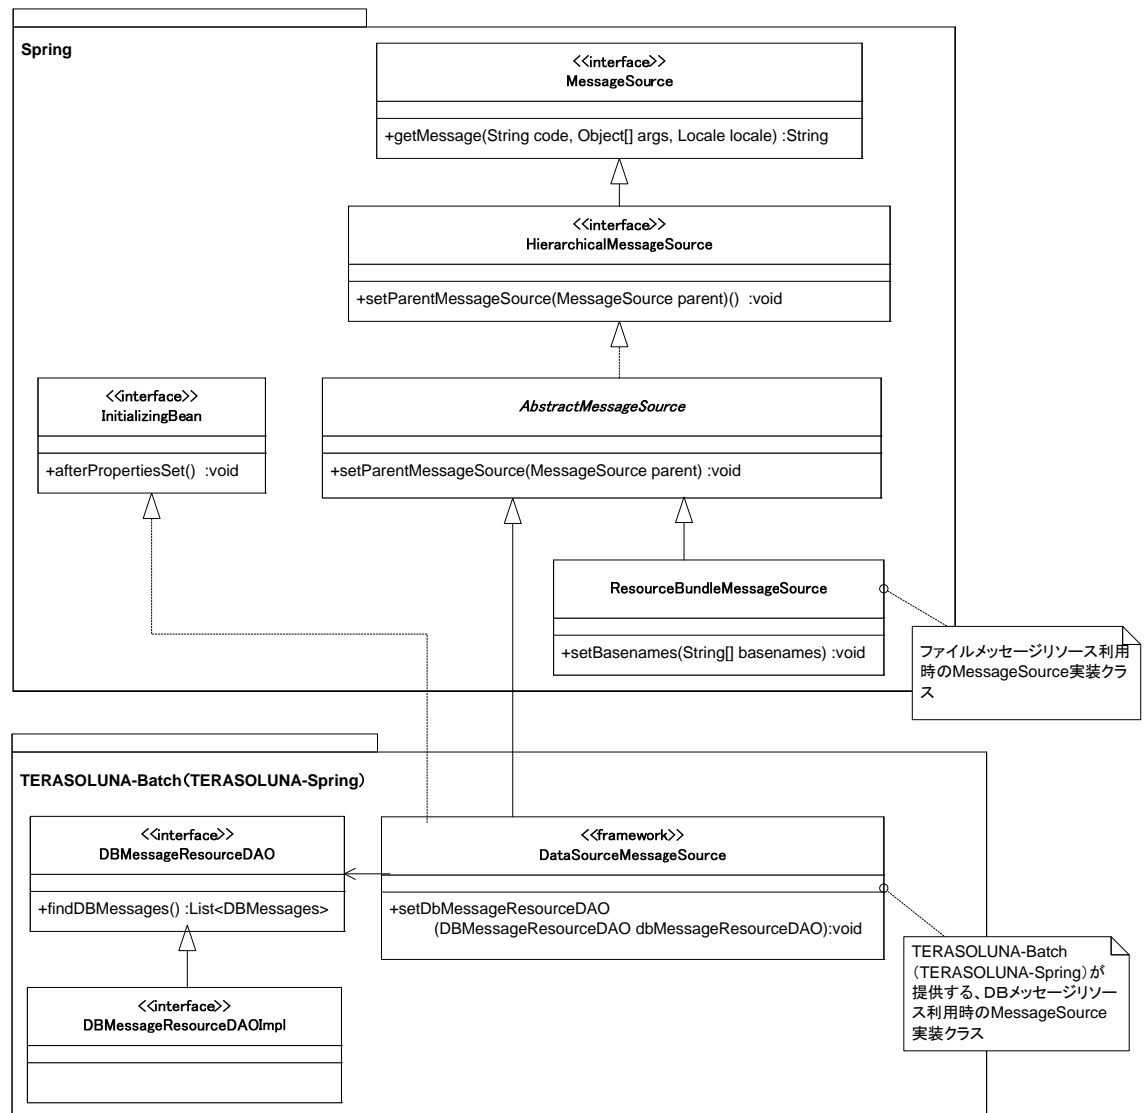 Spring
<<interface>>
MessageSource
+getMessage(String code, Object[] args, Locale locale) :String
<<interface>>
HierarchicalMessageSource
+setParentMessageSource(MessageSource parent)() :void
<<interface>>
InitializingBean
+afterPropertiesSet() :void
AbstractMessageSource
+setParentMessageSource(MessageSource parent) :void
ResourceBundleMessageSource
+setBasenames(String[] basenames) :void
ファイルメッセージリソース利用
時のMessageSource実装クラ
ス
TERASOLUNA-Batch(TERASOLUNA-Spring)
<<interface>>
DBMessageResourceDAO
+findDBMessages() :List<DBMessages>
<<framework>>
DataSourceMessageSource
+setDbMessageResourceDAO
(DBMessageResourceDAO dbMessageResourceDAO):void
<<interface>>
DBMessageResourceDAOImpl
TERASOLUNA-Batch
(TERASOLUNA-Spring)が
提供する、DBメッセージリソー
ス利用時のMessageSource
実装クラス